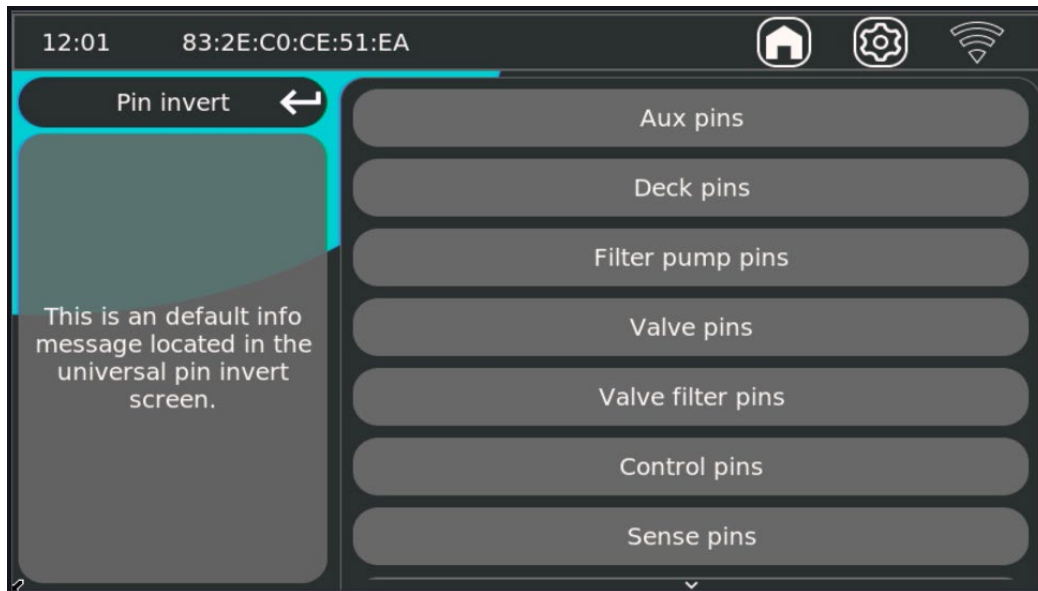 12:01 83:2E:C0:CE:51:EA
Pin invert
This is an default info
message located in the
universal pin invert
screen.
Aux pins
Deck pins
Filter pump pins
Valve pins
Valve filter pins
Control pins
Sense pins